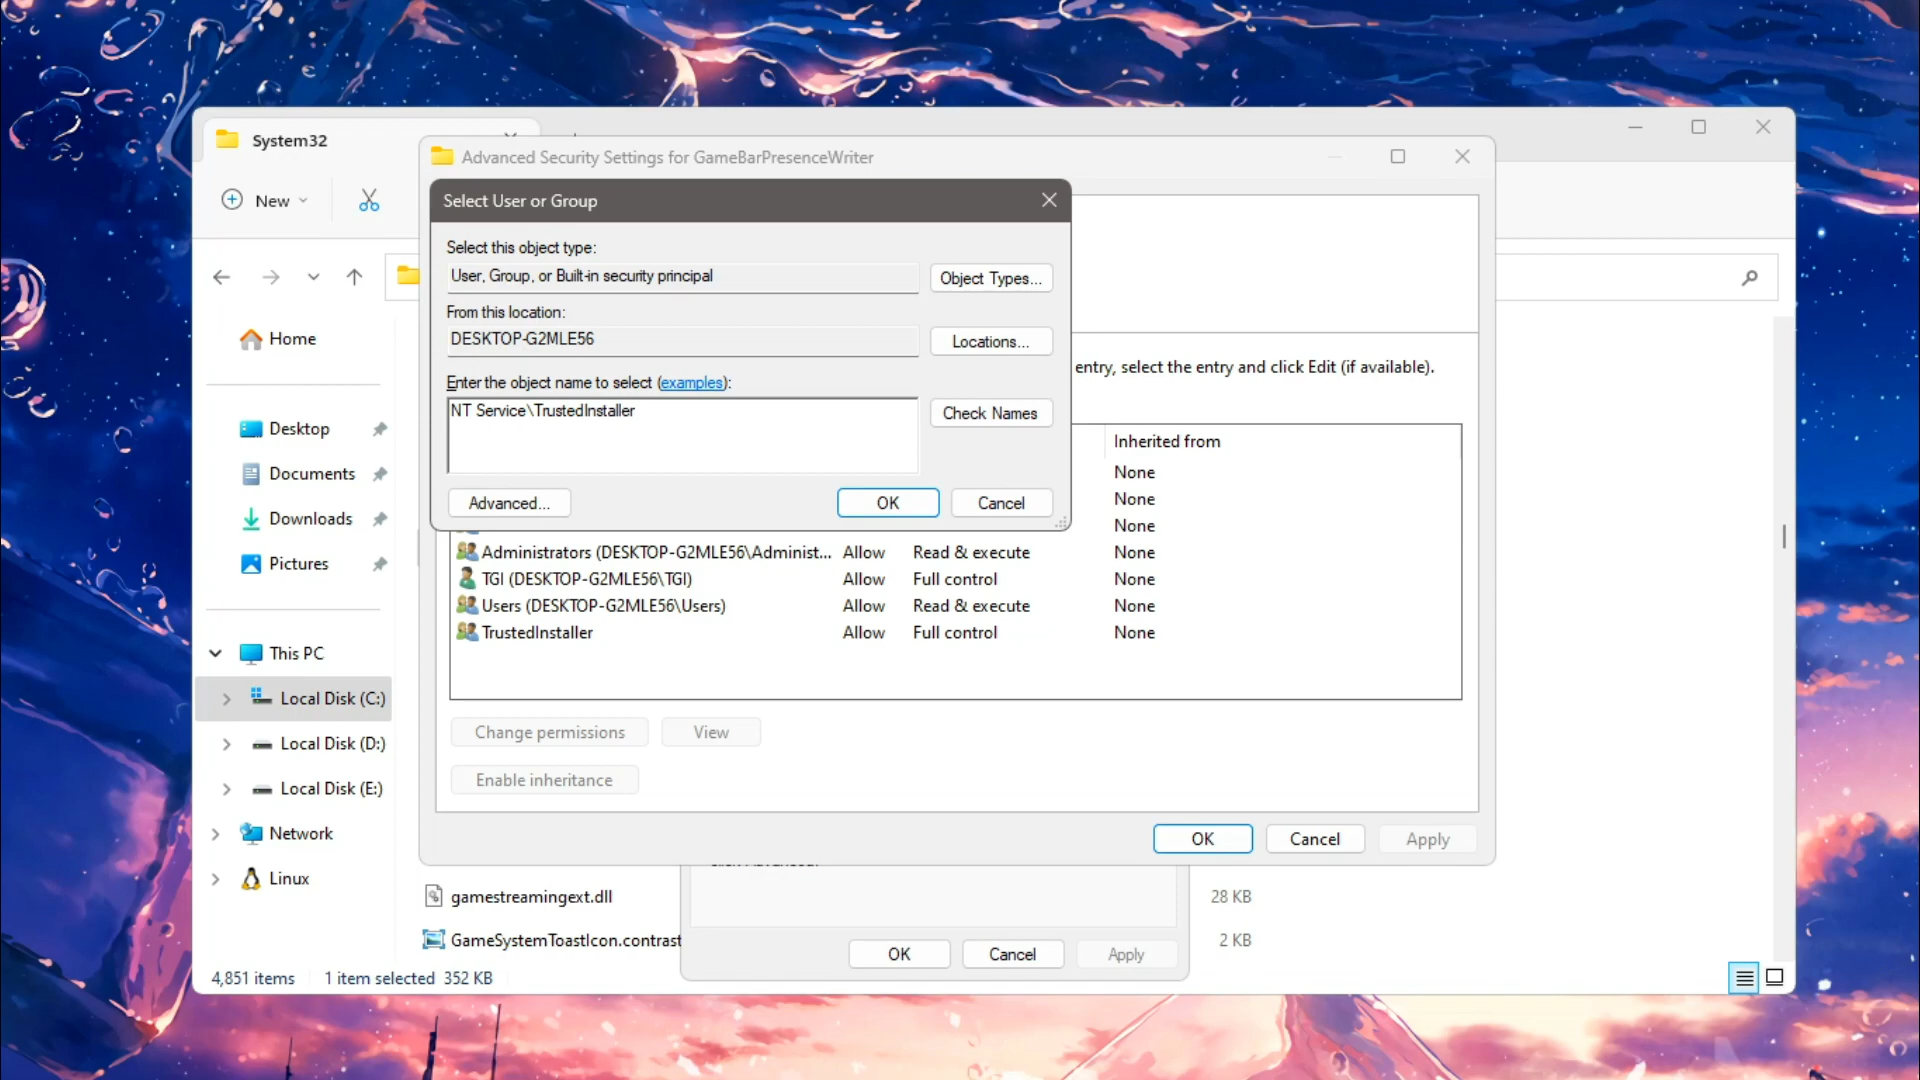 System32
Advanced Security Settings for GameBarPresenceWriter
New
Select User or Group
Select this object type:
User, Group, or Built-in security principal
Object Types...
From this location:
DESKTOP-G2MLE56
Locations...
Enter the object name to select (examples):
NT Service\TrustedInstaller
Check Names
Advanced...
OK
Cancel
entry, select the entry and click Edit (if available).
Inherited from
None
None
None
Administrators (DESKTOP-G2MLE56\Administ... Allow Read & execute None
TGI (DESKTOP-G2MLE56\TGI) Allow Full control None
Users (DESKTOP-G2MLE56\Users) Allow Read & execute None
TrustedInstaller Allow Full control None
Change permissions
View
Enable inheritance
OK
Cancel
Apply
Home
Desktop
Documents
Downloads
Pictures
This PC
Local Disk (C:)
Local Disk (D:)
Local Disk (E:)
Network
Linux
gamestreamingext.dll
28 KB
GameSystemToastIcon.contrast
2 KB
OK
Cancel
Apply
4,851 items
1 item selected 352 KB